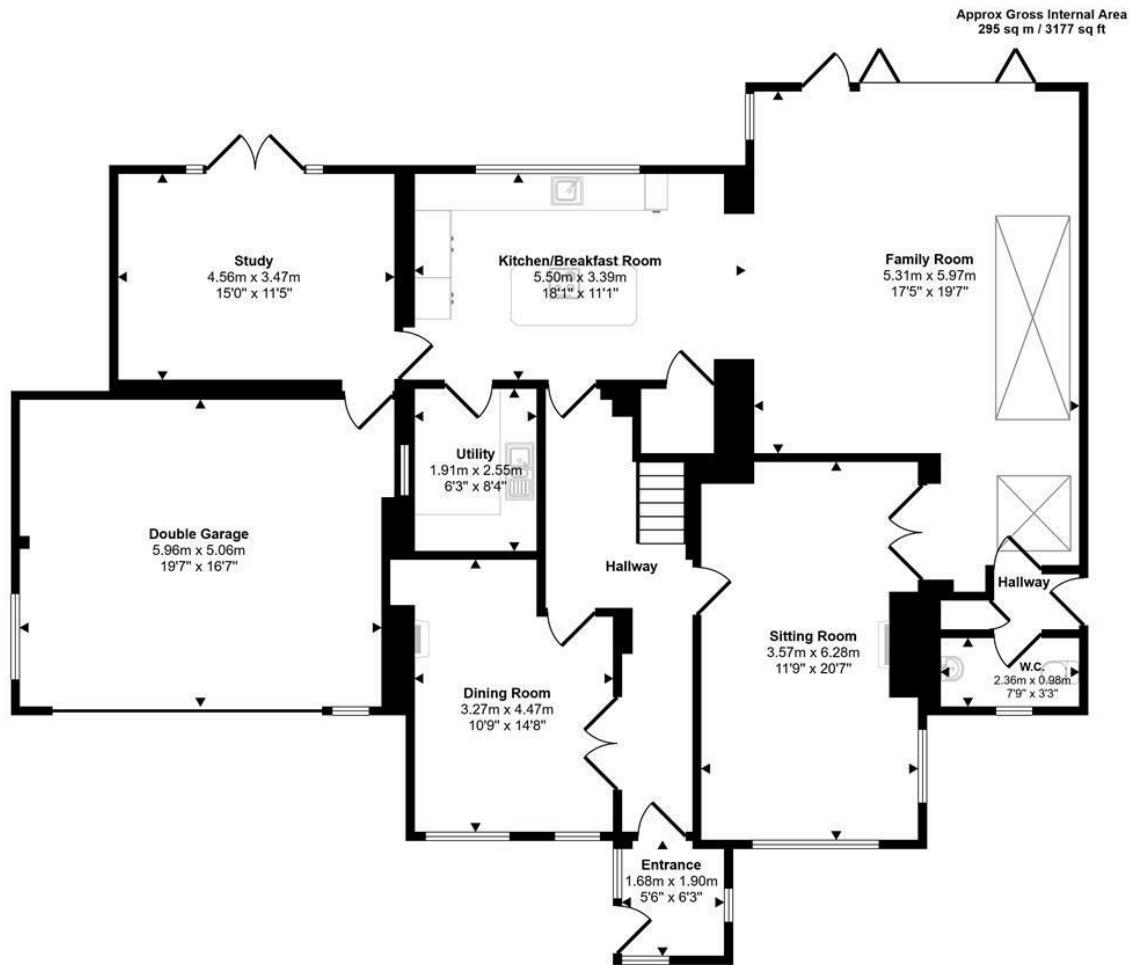 Approx Gross Internal Area
295 sq m / 3177 sq ft
Study
4.56m x 3.47m
15'0" x 11'5"
Kitchen/Breakfast Room
5.50m x 3.39m
18'1" x 11'1"
Family Room
5.31m x 5.97m
17'5" x 19'7"
Utility
1.91m x 2.55m
6'3" x 8'4"
Double Garage
5.96m x 5.06m
19'7" x 16'7"
Hallway
Hallway
Sitting Room
3.57m x 6.28m
11'9" x 20'7"
W.C.
2.36m x 0.98m
7'9" x 3'3"
Dining Room
3.27m x 4.47m
10'9" x 14'8"
Entrance
1.68m x 1.90m
5'6" x 6'3"